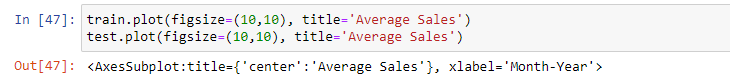 In [47]: train.plot(figsize=(10,10), title='Average Sales')
test.plot(figsize=(10,10), title='Average Sales')
Out[47]: <AxesSubplot:title={'center':'Average Sales'}, xlabel='Month-Year'>